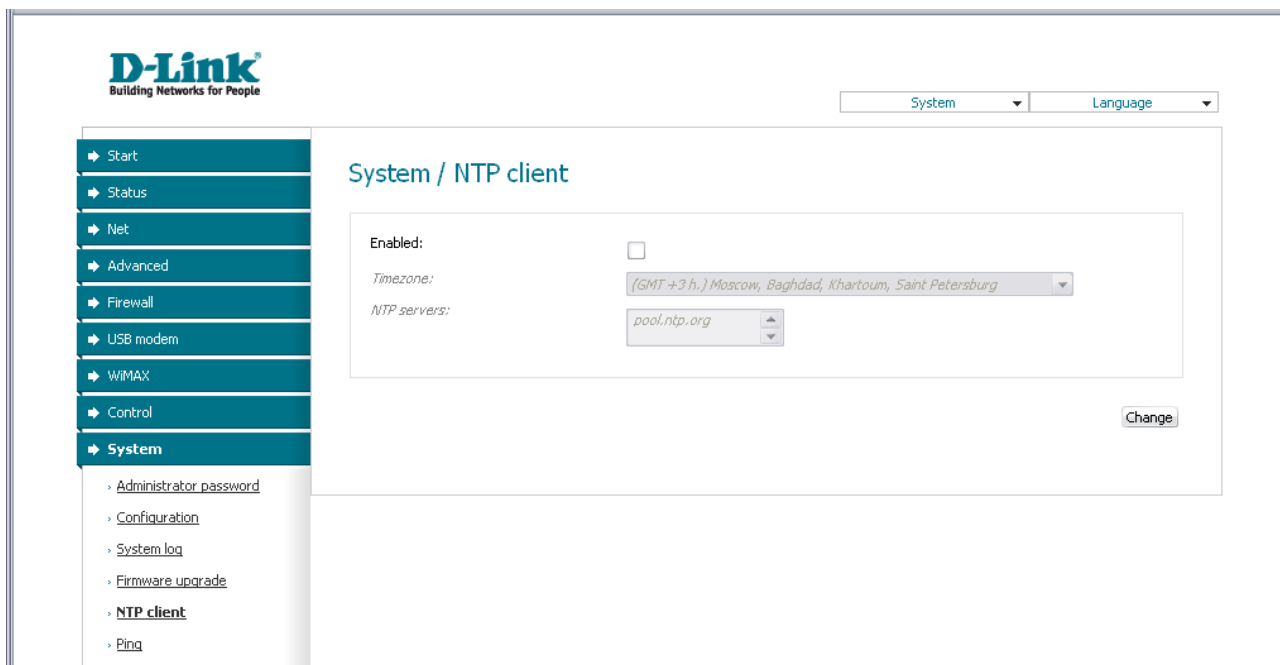 D-Link
Building Networks for People
System
Language
Start
Status
Net
Advanced
Firewall
USB modem
WiMAX
Control
System
Administrator password
Configuration
System log
Firmware upgrade
NTP client
Ping
System / NTP client
Enabled:
Timezone:
(GMT +3 h.) Moscow, Baghdad, Khartoum, Saint Petersburg
NTP servers:
pool.ntp.org
Change